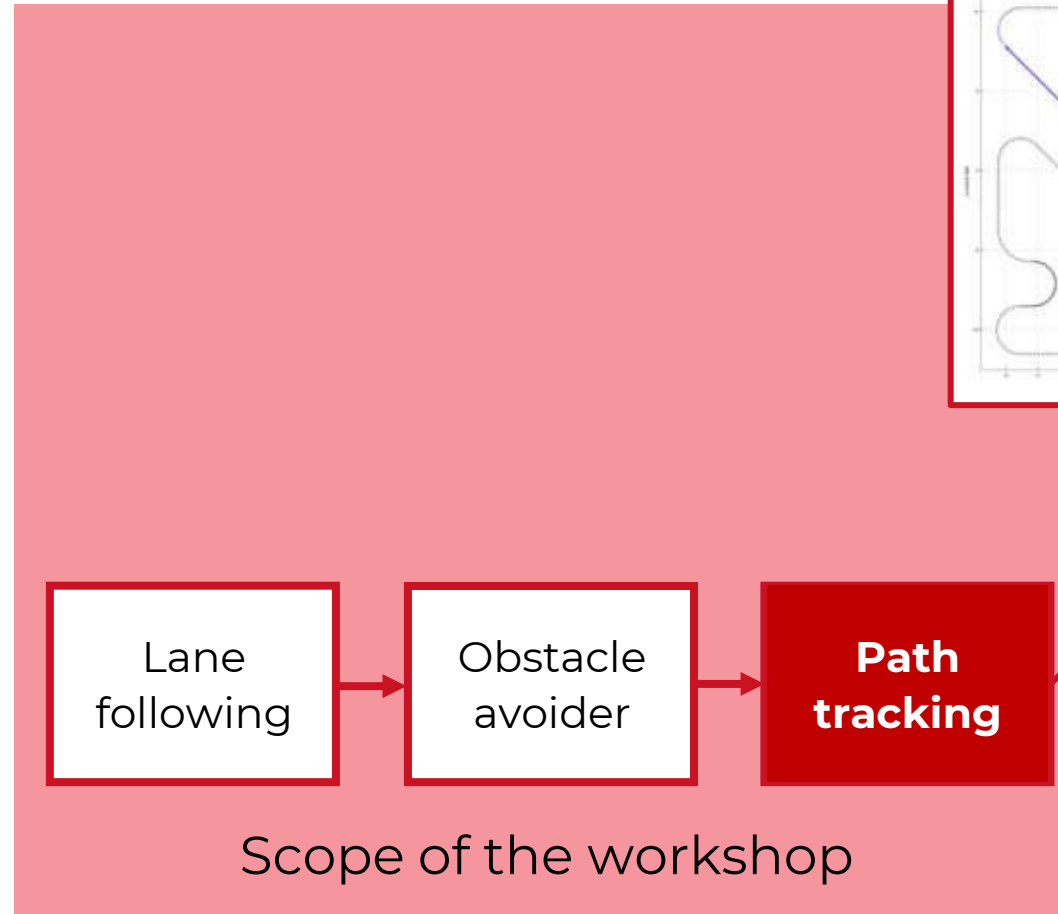 Lane
following
Obstacle
avoider
Path
tracking
Scope of the workshop